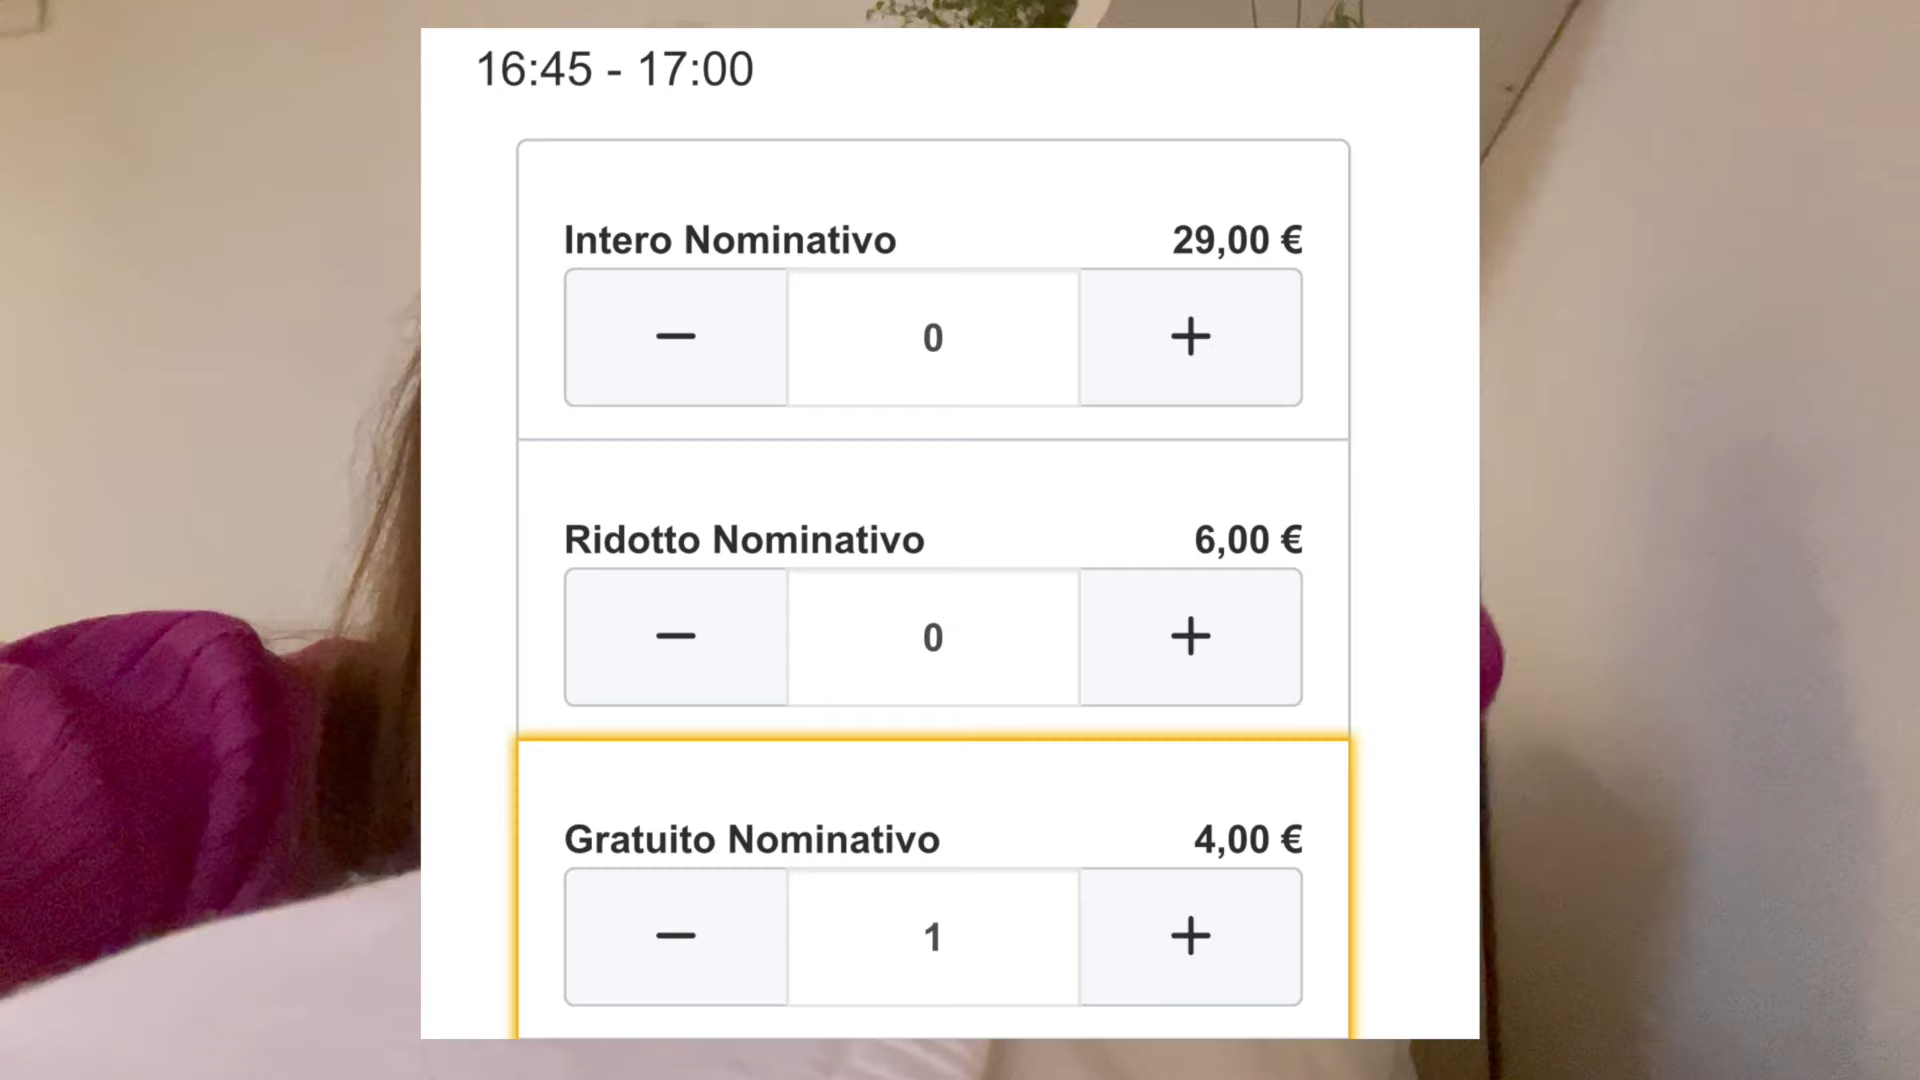 16:45 - 17:00
Intero Nominativo 29,00 €
− 0 +
Ridotto Nominativo 6,00 €
− 0 +
Gratuito Nominativo 4,00 €
− 1 +